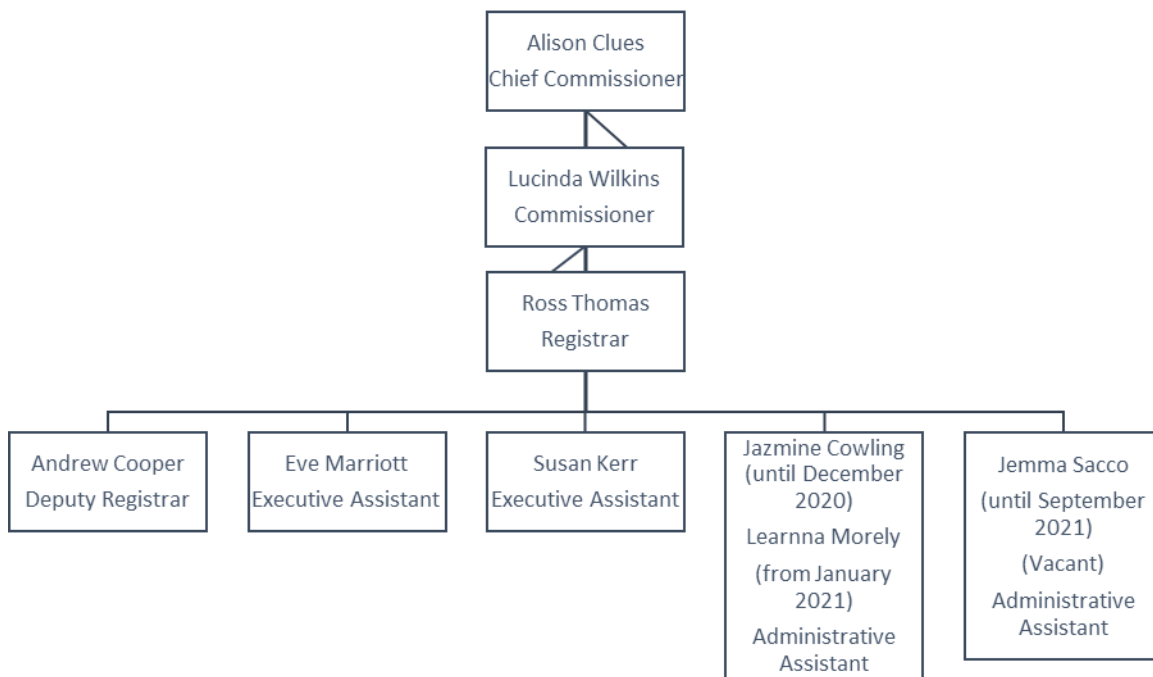 Alison Clues
Chief Commissioner
Lucinda Wilkins
Commissioner
Ross Thomas
Registrar
Andrew Cooper
Deputy Registrar
Eve Marriott
Executive Assistant
Susan Kerr
Executive Assistant
Jazmine Cowling
(until December
2020)
Learnna Morely
(from January
2021)
Administrative
Assistant
Jemma Sacco
(until September
2021)
(Vacant)
Administrative
Assistant